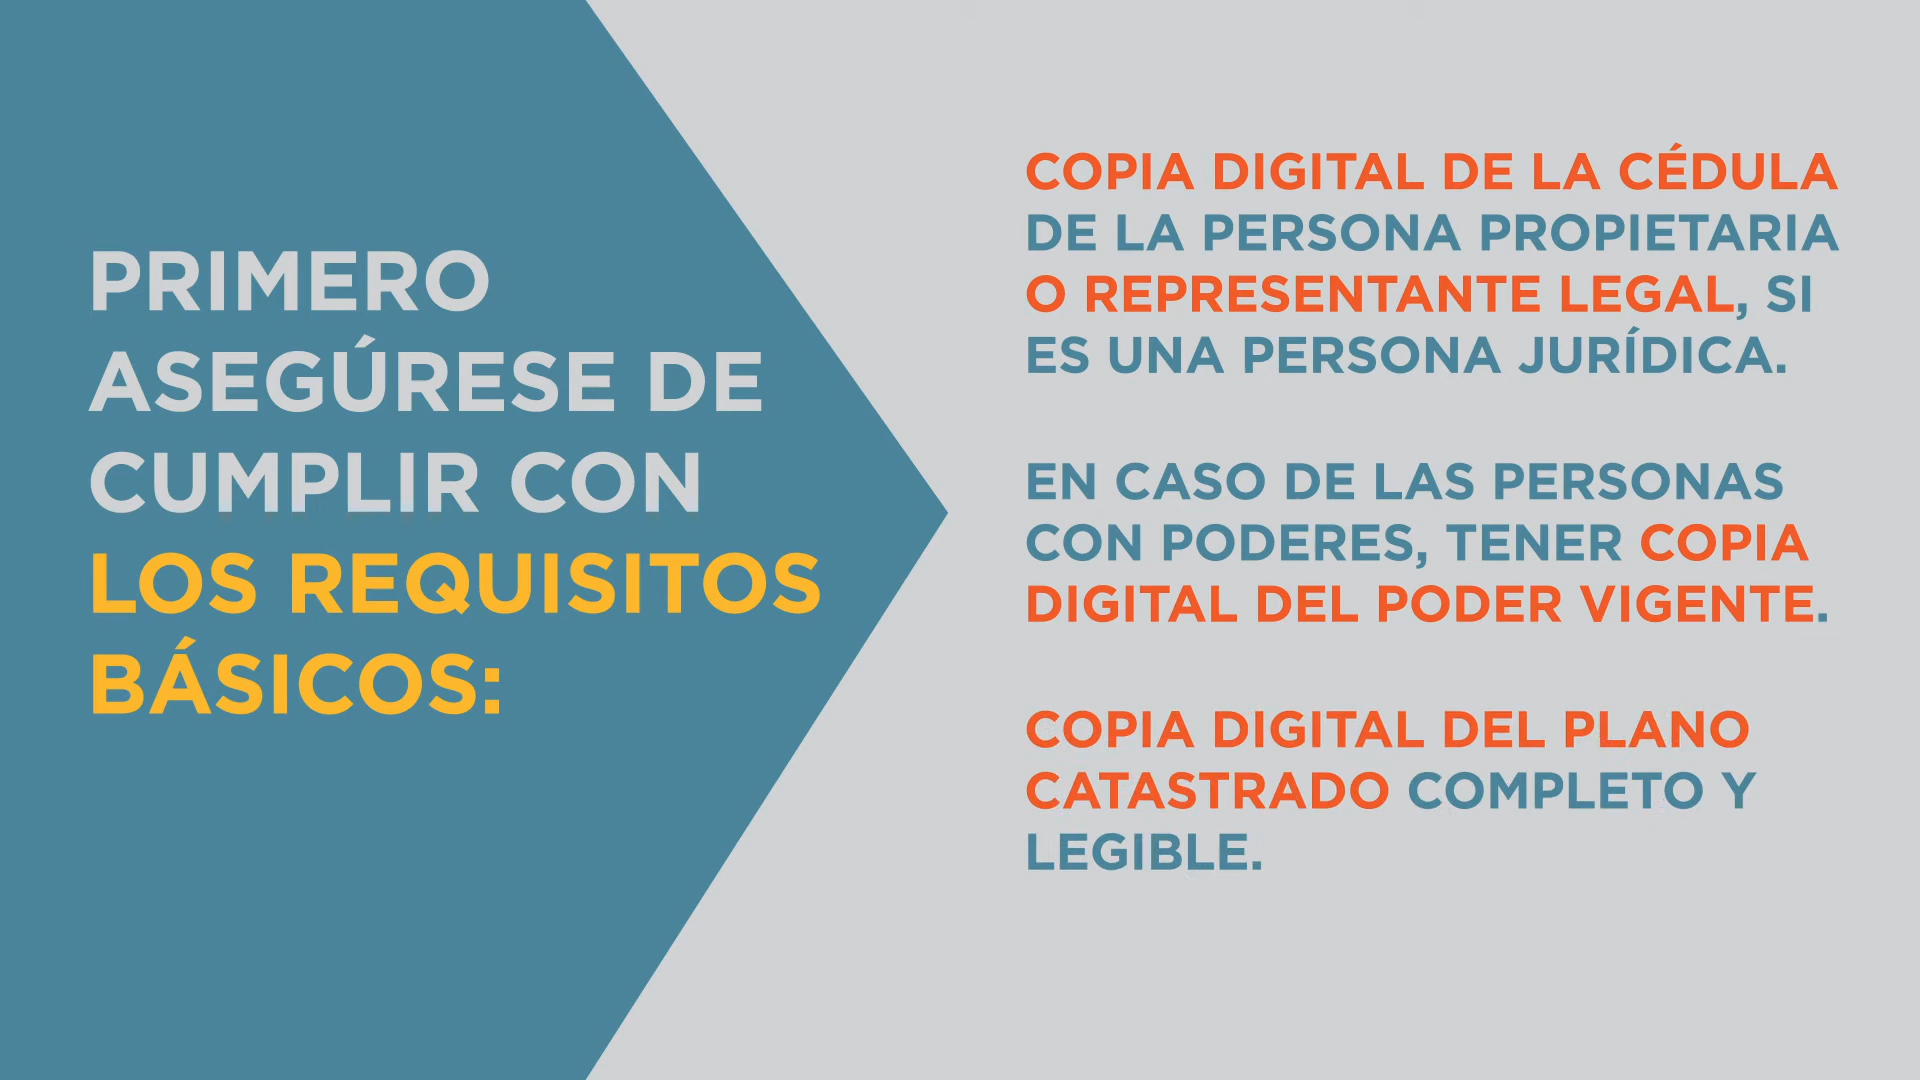 PRIMERO
ASEGÚRESE DE
CUMPLIR CON
LOS REQUISITOS
BÁSICOS:
COPIA DIGITAL DE LA CÉDULA
DE LA PERSONA PROPIETARIA
O REPRESENTANTE LEGAL, SI
ES UNA PERSONA JURÍDICA.
EN CASO DE LAS PERSONAS
CON PODERES, TENER COPIA
DIGITAL DEL PODER VIGENTE.
COPIA DIGITAL DEL PLANO
CATASTRADO COMPLETO Y
LEGIBLE.